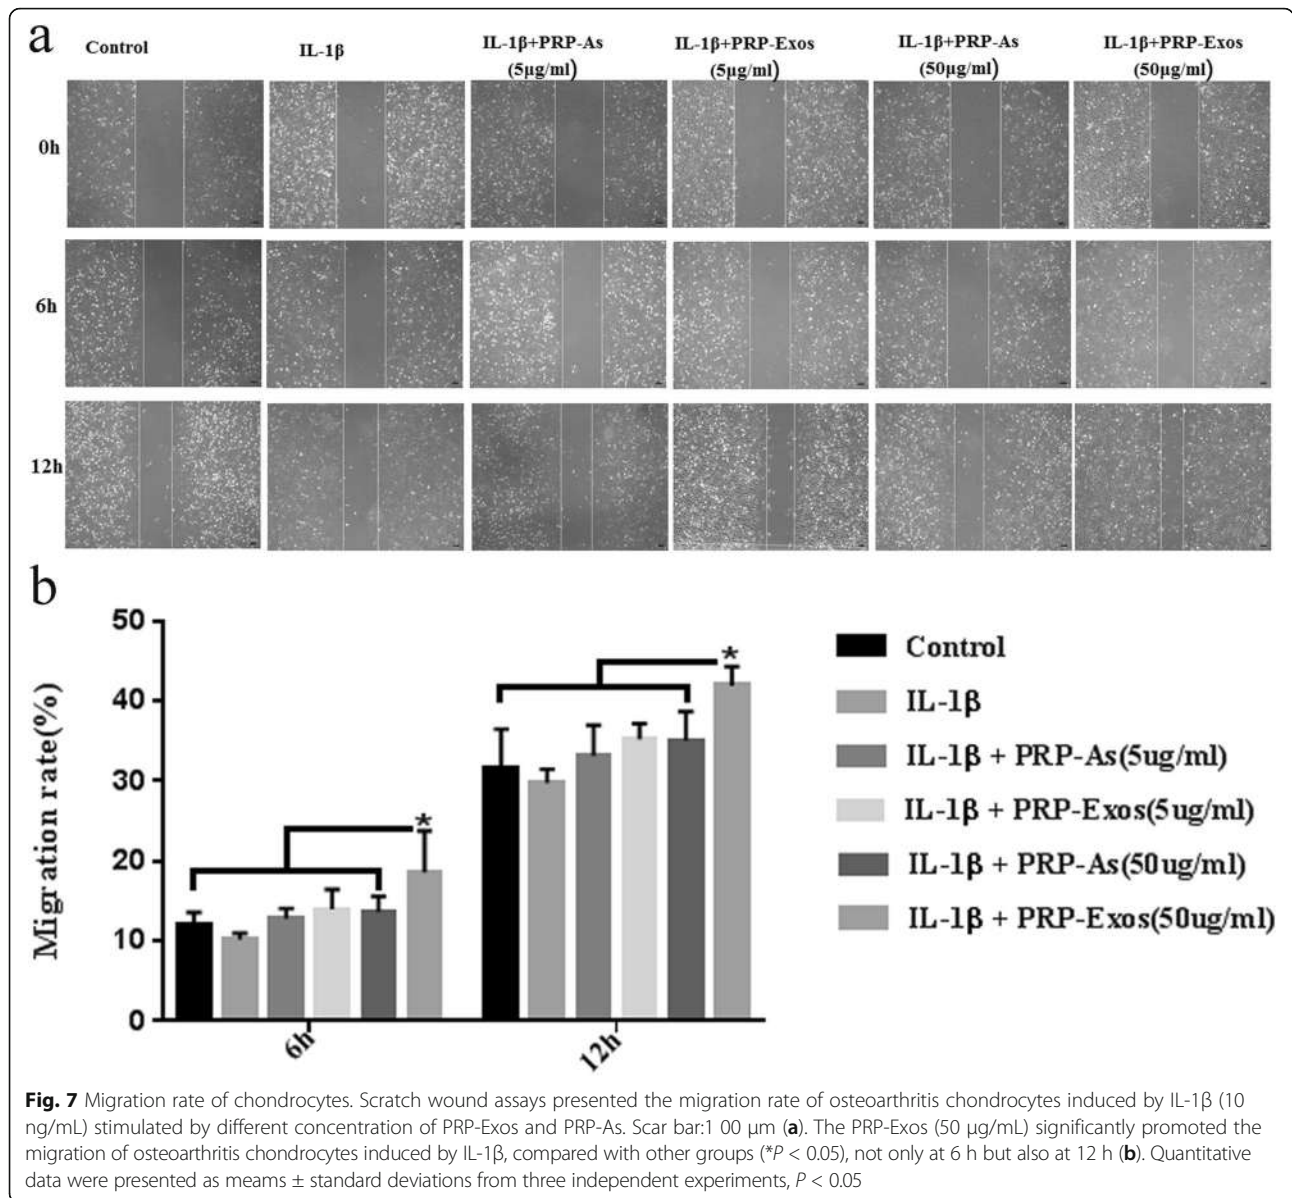 a
Control IL-1β IL-1β+PRP-As IL-1β+PRP-Exos IL-1β+PRP-As IL-1β+PRP-Exos
(5μg/ml) (5μg/ml) (50μg/ml) (50μg/ml)
0h
6h
12h
b
50
40
30
20
10
0
Migration rate(%)
*
*
6h
12h
Control
IL-1β
IL-1β + PRP-As(5ug/ml)
IL-1β + PRP-Exos(5ug/ml)
IL-1β + PRP-As(50ug/ml)
IL-1β + PRP-Exos(50ug/ml)
Fig. 7 Migration rate of chondrocytes. Scratch wound assays presented the migration rate of osteoarthritis chondrocytes induced by IL-1β (10
ng/mL) stimulated by different concentration of PRP-Exos and PRP-As. Scar bar:1 00 μm (a). The PRP-Exos (50 μg/mL) significantly promoted the
migration of osteoarthritis chondrocytes induced by IL-1β, compared with other groups (*P < 0.05), not only at 6 h but also at 12 h (b). Quantitative
data were presented as meams ± standard deviations from three independent experiments, P < 0.05